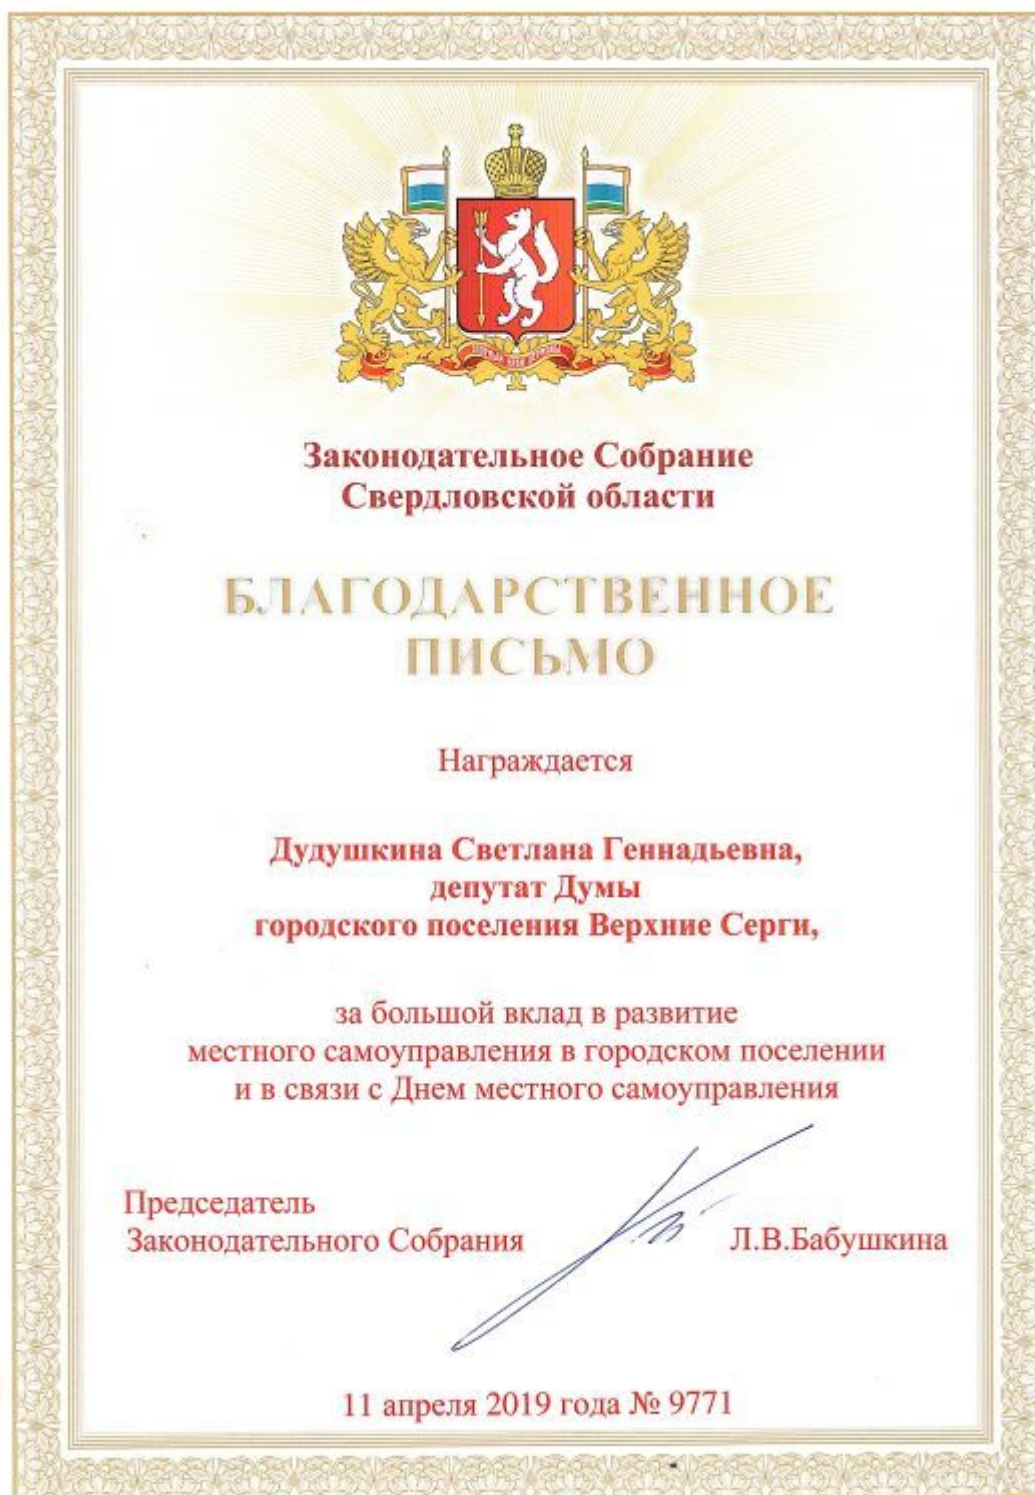 Законодательное Собрание
Свердловской области
БЛАГОДАРСТВЕННОЕ
ПИСЬМО
Награждается
Дудушкина Светлана Геннадьевна,
депутат Думы
городского поселения Верхние Серги,
за большой вклад в развитие
местного самоуправления в городском поселении
и в связи с Днем местного самоуправления
Председатель
Законодательного Собрания
Л.В.Бабушкина
11 апреля 2019 года № 9771